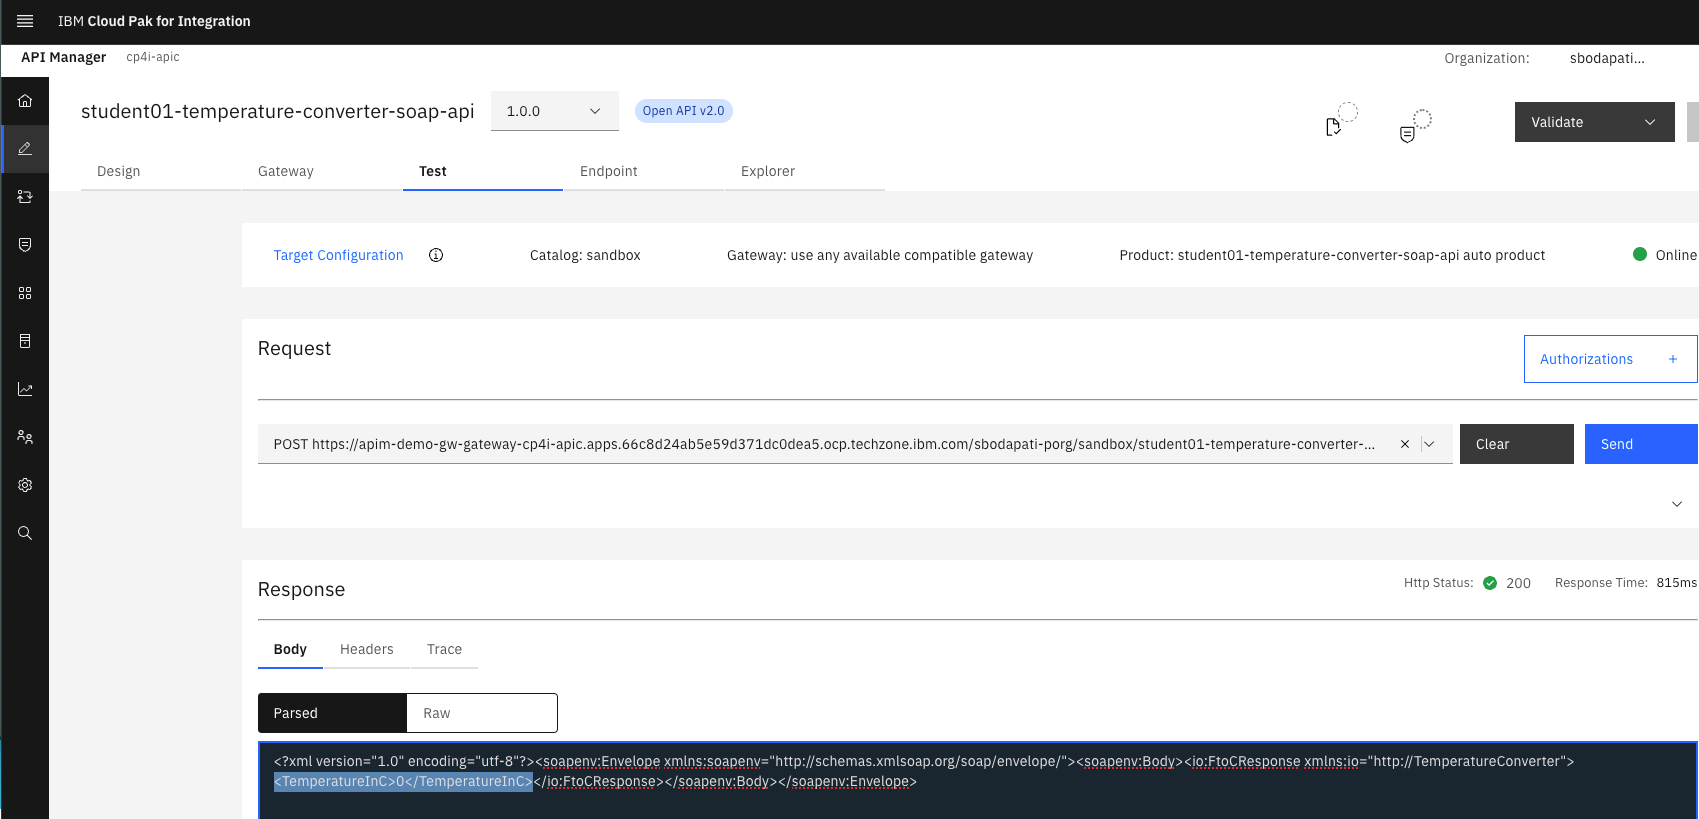 IBM Cloud Pak for Integration
API Manager cp4i-apic Organization: sbodapati...
student01-temperature-converter-soap-api 1.0.0 Open API v2.0 Validate
Design Gateway Test Endpoint Explorer
Target Configuration Catalog: sandbox Gateway: use any available compatible gateway Product: student01-temperature-converter-soap-api auto product Online
Request
Authorizations +
POST https://apim-demo-gw-gateway-cp4i-apic.apps.66c8d24ab5e59d371dc0dea5.ocp.techzone.ibm.com/sbodapati-porg/sandbox/student01-temperature-converter-... Clear Send
Response Http Status: 200 Response Time: 815ms
Body Headers Trace
Parsed Raw
<?xml version="1.0" encoding="utf-8"?><soapenv:Envelope xmlns:soapenv="http://schemas.xmlsoap.org/soap/envelope/"><soapenv:Body><io:FtoCResponse xmlns:io="http://TemperatureConverter">
<TemperatureInC>0</TemperatureInC></io:FtoCResponse></soapenv:Body></soapenv:Envelope>